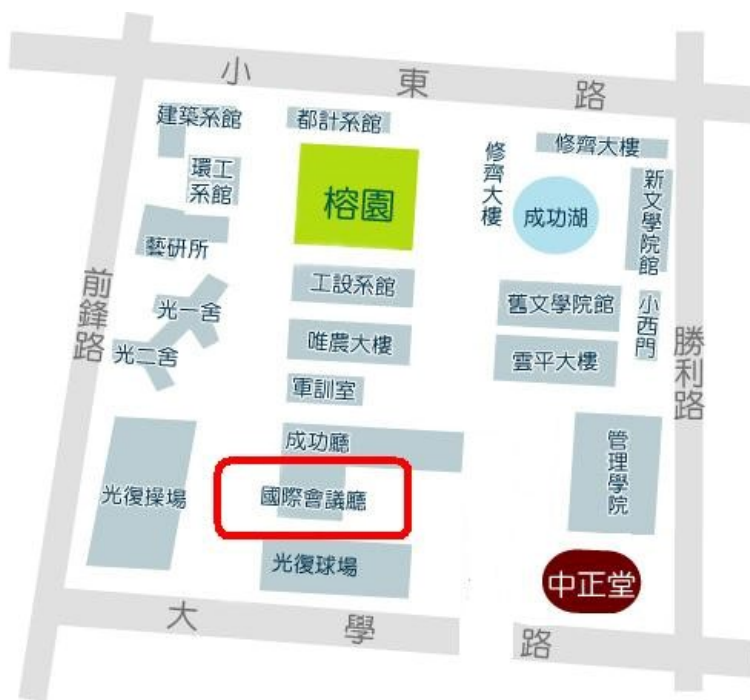 小東路
建築系館
都計系館
修齊大樓
修齊大樓
環工
系館
榕園
成功湖
新文學院館
藝研所
前鋒路
工設系館
舊文學院館
小西門
光一舍
唯農大樓
雲平大樓
勝利路
光二舍
軍訓室
成功廳
管理學院
光復操場
國際會議廳
光復球場
中正堂
大學路